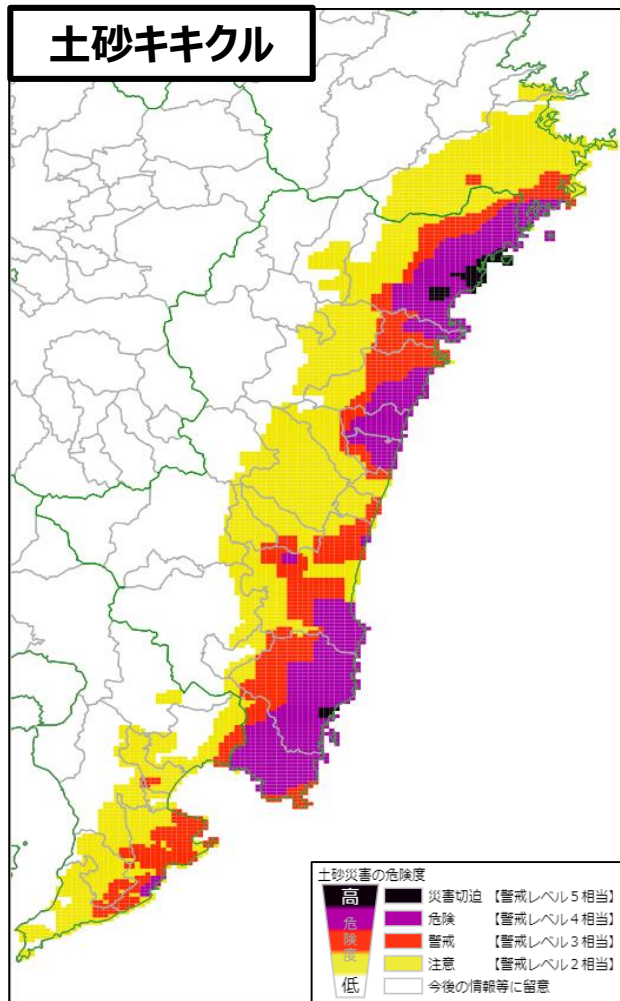 土砂キキクル
土砂災害の危険度
高
危険度
低
災害切迫 【警戒レベル５相当】
危険 【警戒レベル４相当】
警戒 【警戒レベル３相当】
注意 【警戒レベル２相当】
今後の情報等に留意